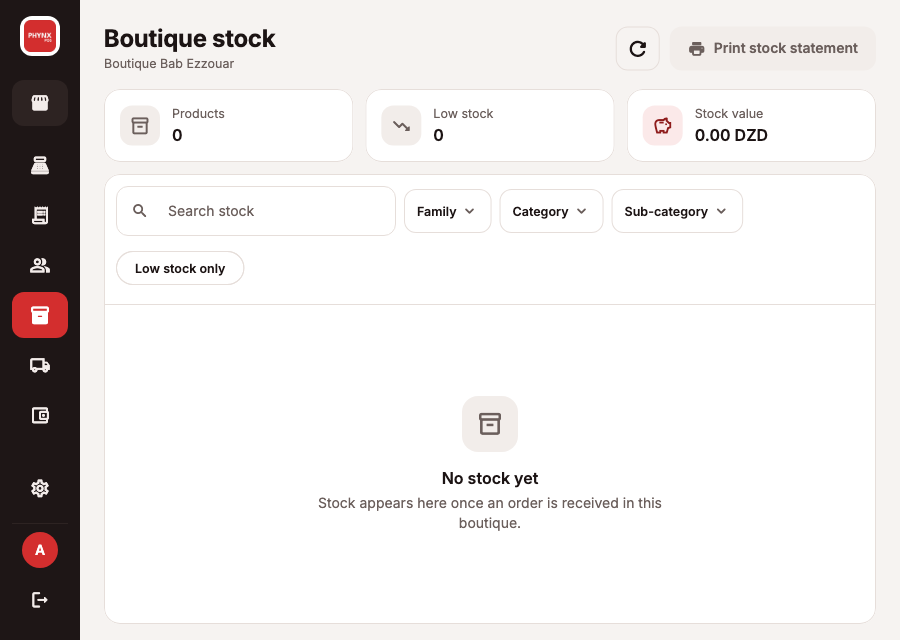 PHYNX
Boutique stock
Boutique Bab Ezzouar
Print stock statement
Products
0
Low stock
0
Stock value
0.00 DZD
Search stock
Family
Category
Sub-category
Low stock only
No stock yet
Stock appears here once an order is received in this
boutique.
A